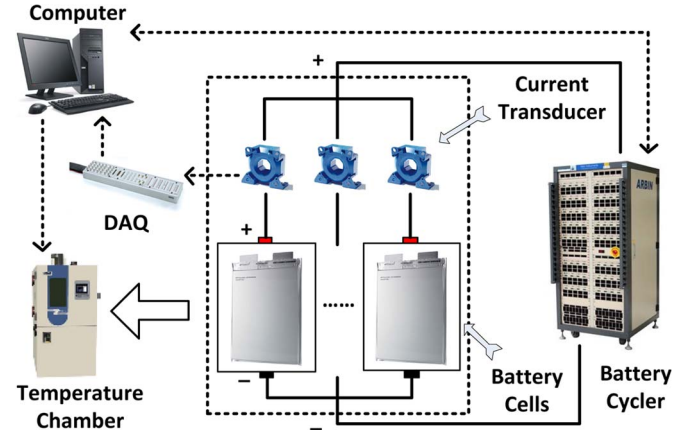 Computer
+
Current
Transducer
ARBIN
DAQ
+
......
−
Temperature
Chamber
Battery
Cells
Battery
Cycler
−